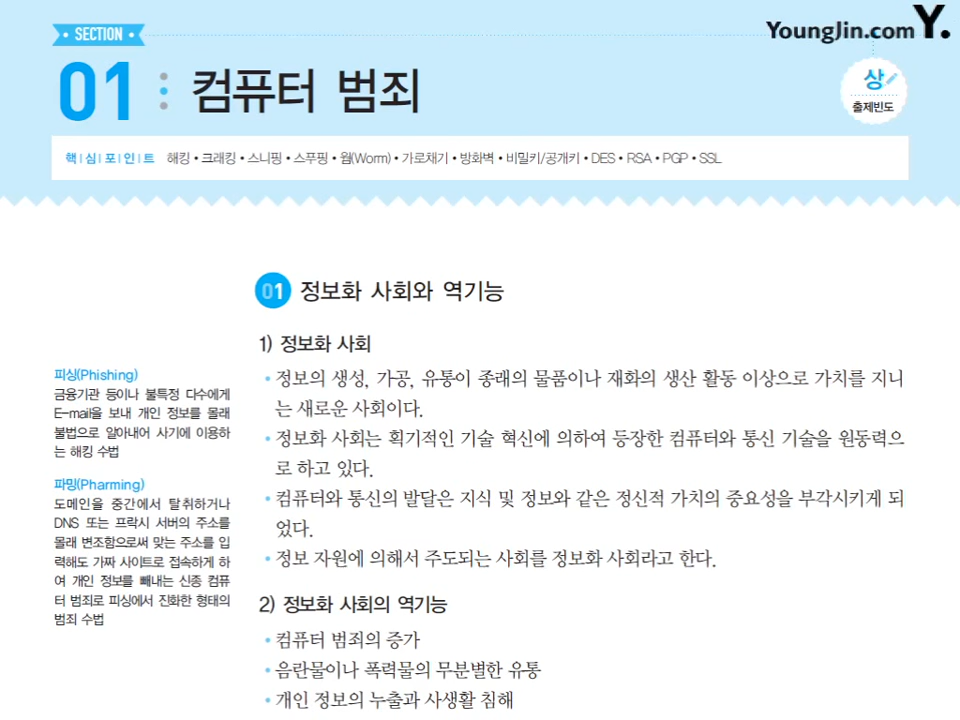 SECTION
YoungJin.com Y.
01 컴퓨터 범죄
상
출제빈도
핵|심|포|인|트 해킹 • 크래킹 • 스니핑 • 스푸핑 • 웜(Worm) • 가로채기 • 방화벽 • 비밀키/공개키 • DES • RSA • PGP • SSL
01 정보화 사회와 역기능
1) 정보화 사회
• 정보의 생성, 가공, 유통이 종래의 물품이나 재화의 생산 활동 이상으로 가치를 지니
는 새로운 사회이다.
• 정보화 사회는 획기적인 기술 혁신에 의하여 등장한 컴퓨터와 통신 기술을 원동력으
로 하고 있다.
• 컴퓨터와 통신의 발달은 지식 및 정보와 같은 정신적 가치의 중요성을 부각시키게 되
었다.
• 정보 자원에 의해서 주도되는 사회를 정보화 사회라고 한다.
2) 정보화 사회의 역기능
• 컴퓨터 범죄의 증가
• 음란물이나 폭력물의 무분별한 유통
• 개인 정보의 누출과 사생활 침해
피싱(Phishing)
금융기관 등이나 불특정 다수에게
E-mail을 보내 개인 정보를 몰래
불법으로 알아내어 사기에 이용하
는 해킹 수법
파밍(Pharming)
도메인을 중간에서 탈취하거나
DNS 또는 프락시 서버의 주소를
몰래 변조함으로써 맞는 주소를 입
력해도 가짜 사이트로 접속하게 하
여 개인 정보를 빼내는 신종 컴퓨
터 범죄로 피싱에서 진화한 형태의
범죄 수법